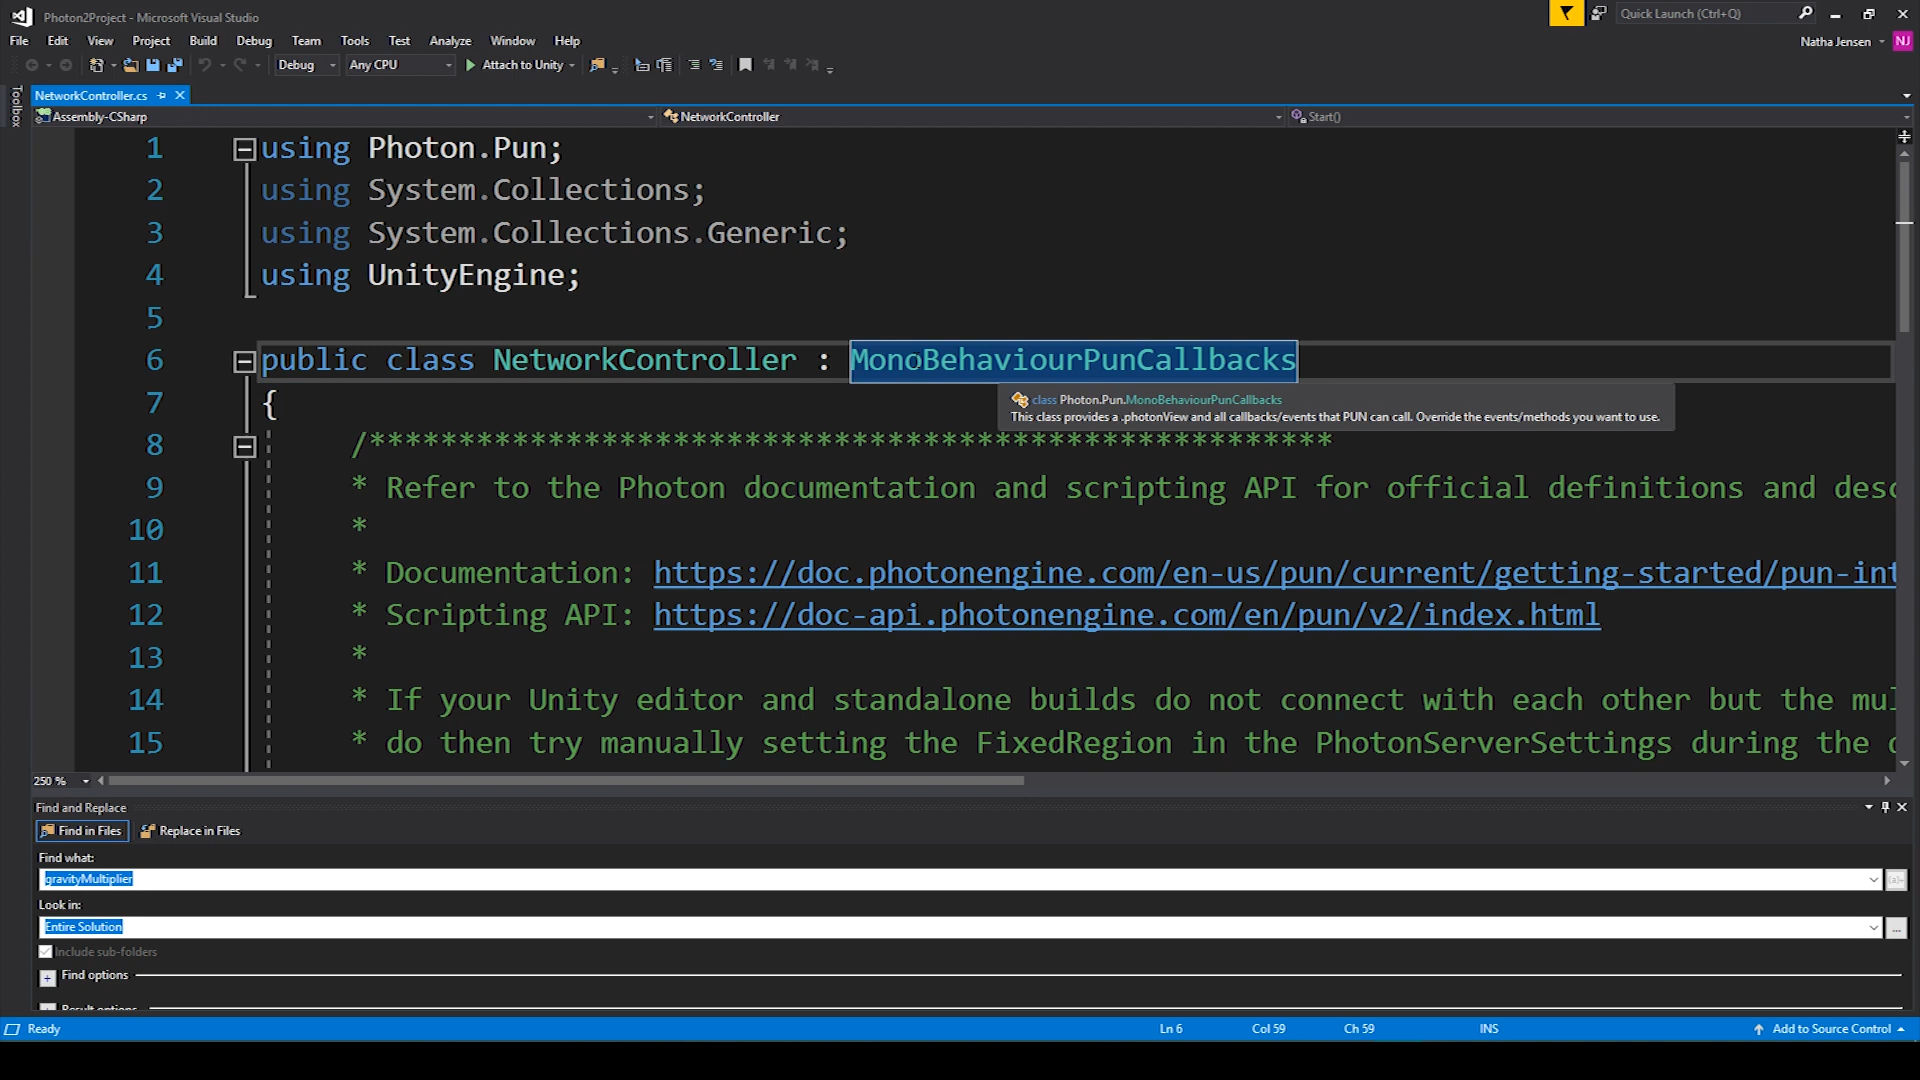 Photon2Project - Microsoft Visual Studio
Quick Launch (Ctrl+Q)
File Edit View Project Build Debug Team Tools Test Analyze Window Help
Natha Jensen NJ
Debug Any CPU Attach to Unity
Toolbox
NetworkController.cs
Assembly-CSharp NetworkController Start()
1 using Photon.Pun;
2 using System.Collections;
3 using System.Collections.Generic;
4 using UnityEngine;
5
6 public class NetworkController : MonoBehaviourPunCallbacks
7 {
class Photon.Pun.MonoBehaviourPunCallbacks
This class provides a .photonView and all callbacks/events that PUN can call. Override the events/methods you want to use.
8 /******************************************************
9 * Refer to the Photon documentation and scripting API for official definitions and desc
10 *
11 * Documentation: https://doc.photonengine.com/en-us/pun/current/getting-started/pun-int
12 * Scripting API: https://doc-api.photonengine.com/en/pun/v2/index.html
13 *
14 * If your Unity editor and standalone builds do not connect with each other but the mul
15 * do then try manually setting the FixedRegion in the PhotonServerSettings during the
250 %
Find and Replace
Find in Files Replace in Files
Find what:
gravityMultiplier
Look in:
Entire Solution
...
Include sub-folders
Find options
Result options
Ready Ln 6 Col 59 Ch 59 INS Add to Source Control